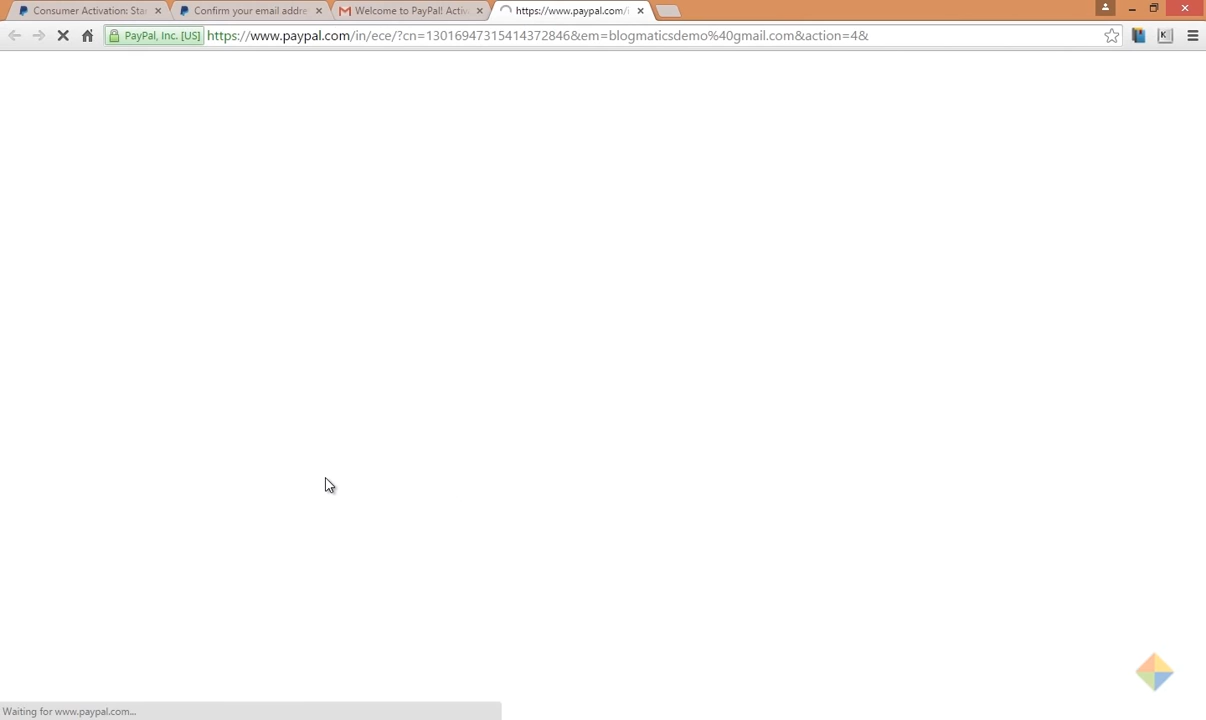 Consumer Activation: Sta
Confirm your email addre
Welcome to PayPal! Activ
https://www.paypal.com/i
PayPal, Inc. [US]
https://www.paypal.com/in/ece/?cn=13016947315414372846&em=blogmaticsdemo%40gmail.com&action=4&
K
Waiting for www.paypal.com...